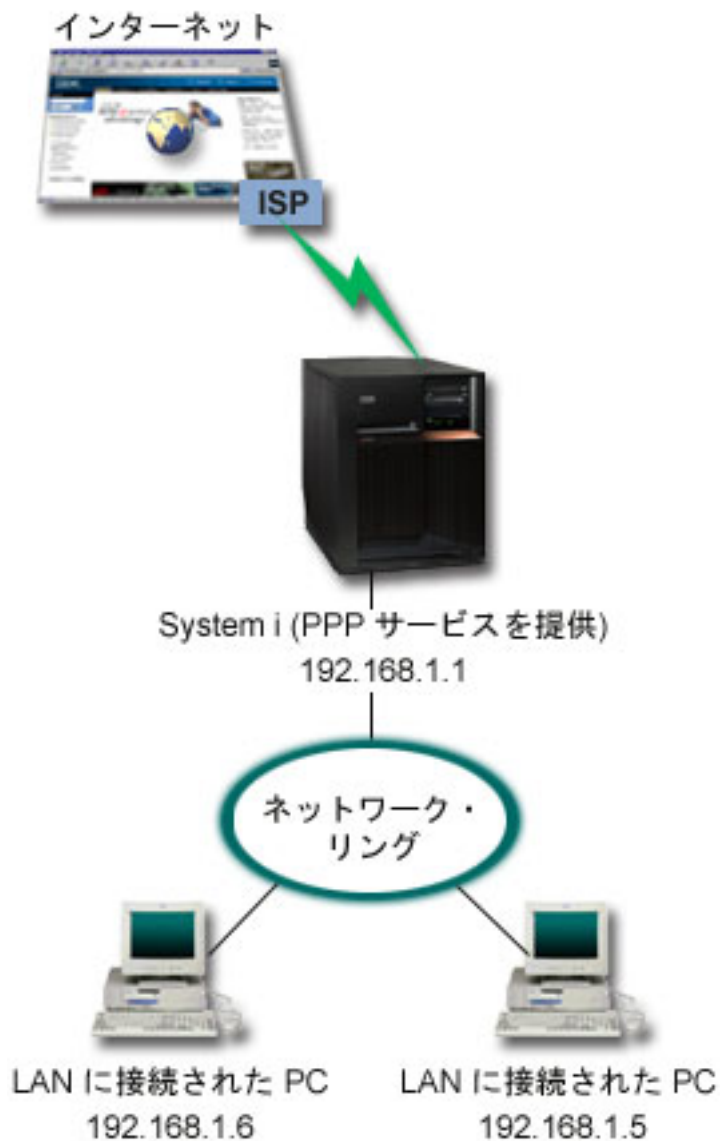 インターネット
ISP
System i (PPP サービスを提供)
192.168.1.1
ネットワーク・
リング
LAN に接続された PC
192.168.1.6
LAN に接続された PC
192.168.1.5